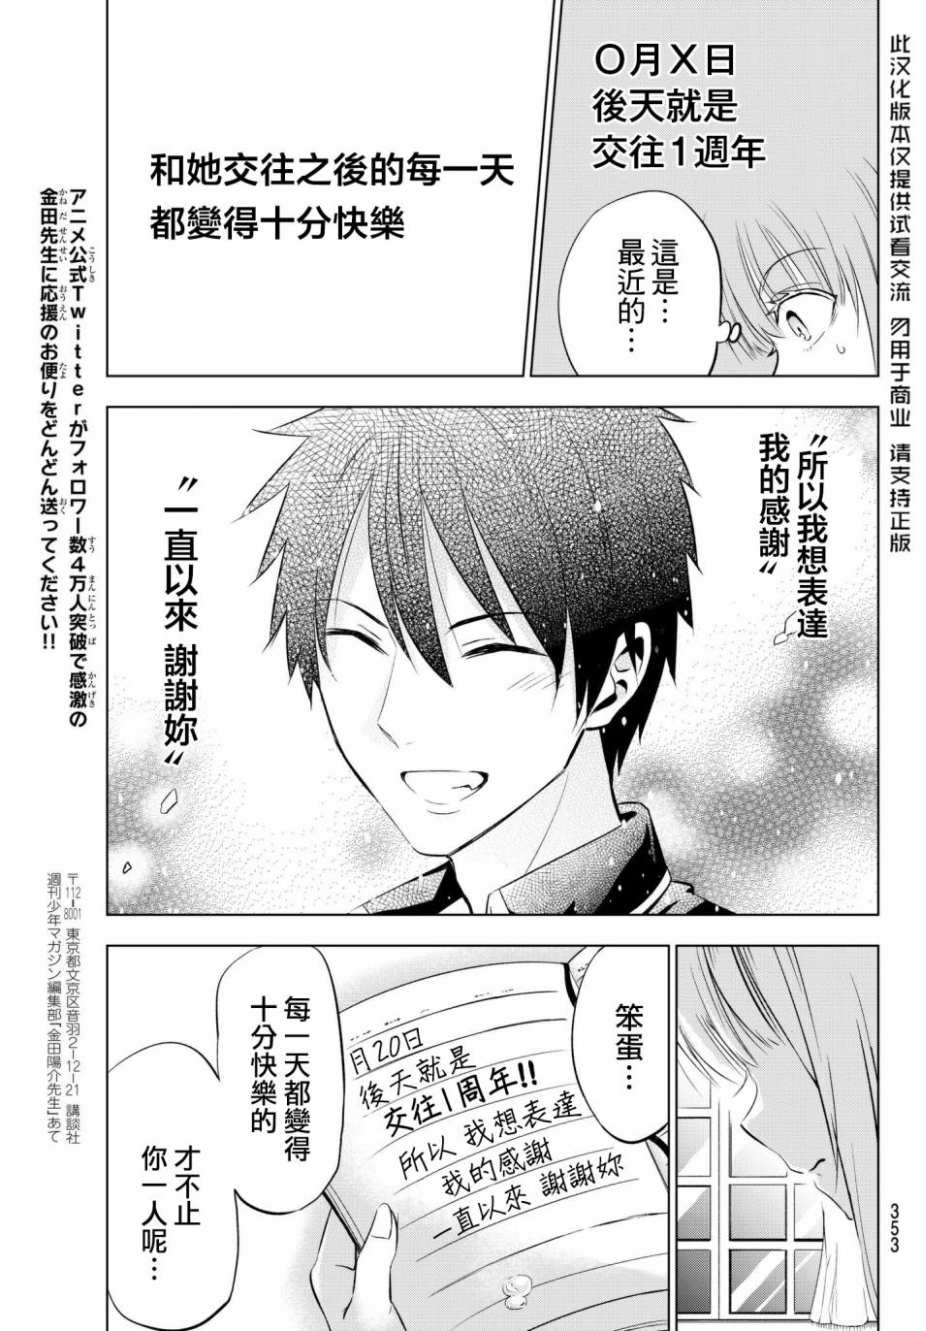 此汉化版本仅提供试看交流 勿用于商业 请支持正版
O月X日
後天就是
交往1週年
這是…
最近的…
和她交往之後的每一天
都變得十分快樂
“所以我想表達
我的感謝”
“一直以來 謝謝妳”
笨蛋…
月20日
後天就是
交往1周年!!
所以 我想表達
我的感謝
一直以來 謝謝妳
每一天都變得
十分快樂的
才不止
你一人呢…
353
アニメ公式Twitterがフォロワー数4万人突破で感激の
金田先生に応援のお便りをどんどん送ってください!!
〒112-8001 東京都文京区音羽2-12-21 講談社
週刊少年マガジン編集部「金田陽介先生」あて